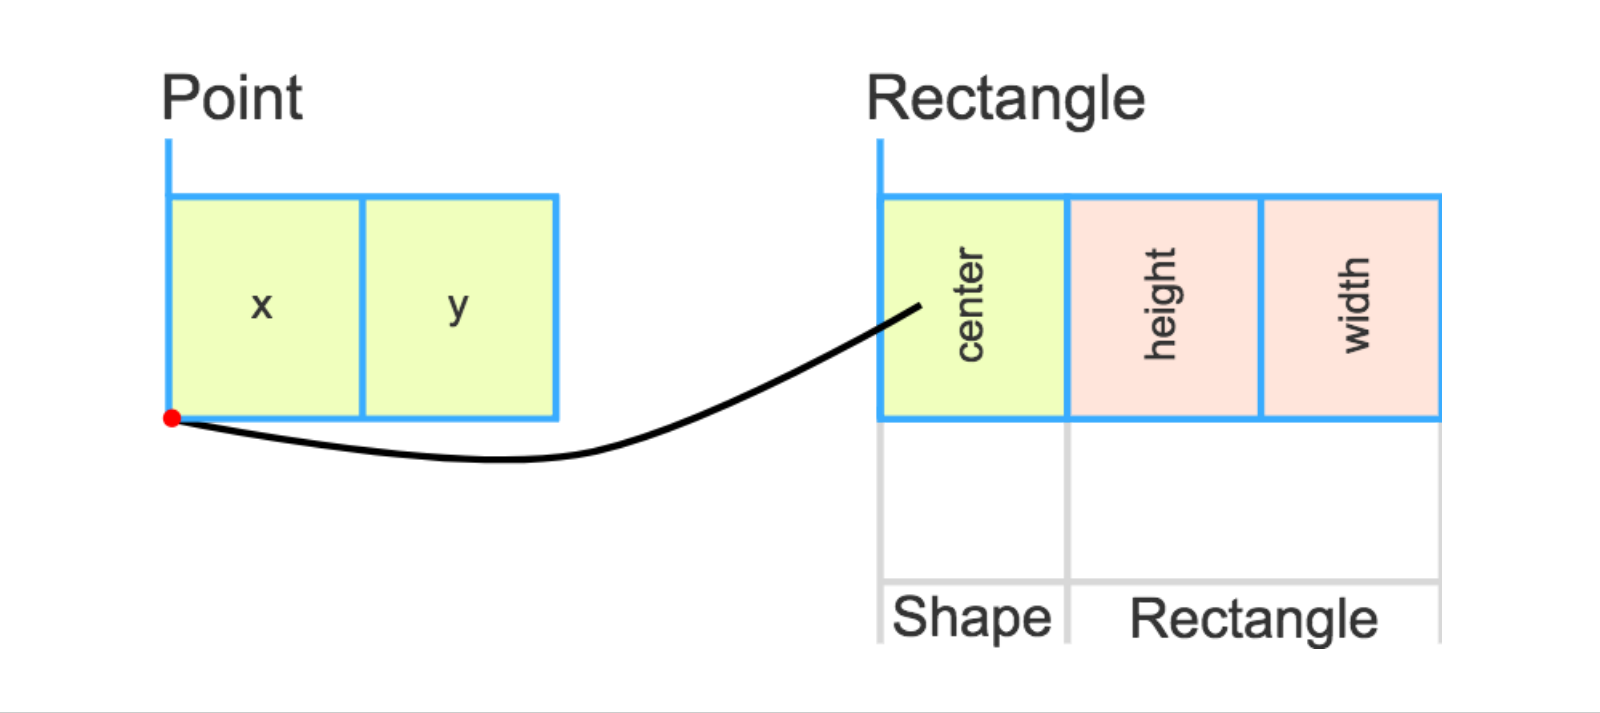 Point
Rectangle
x
y
center
height
width
Shape
Rectangle